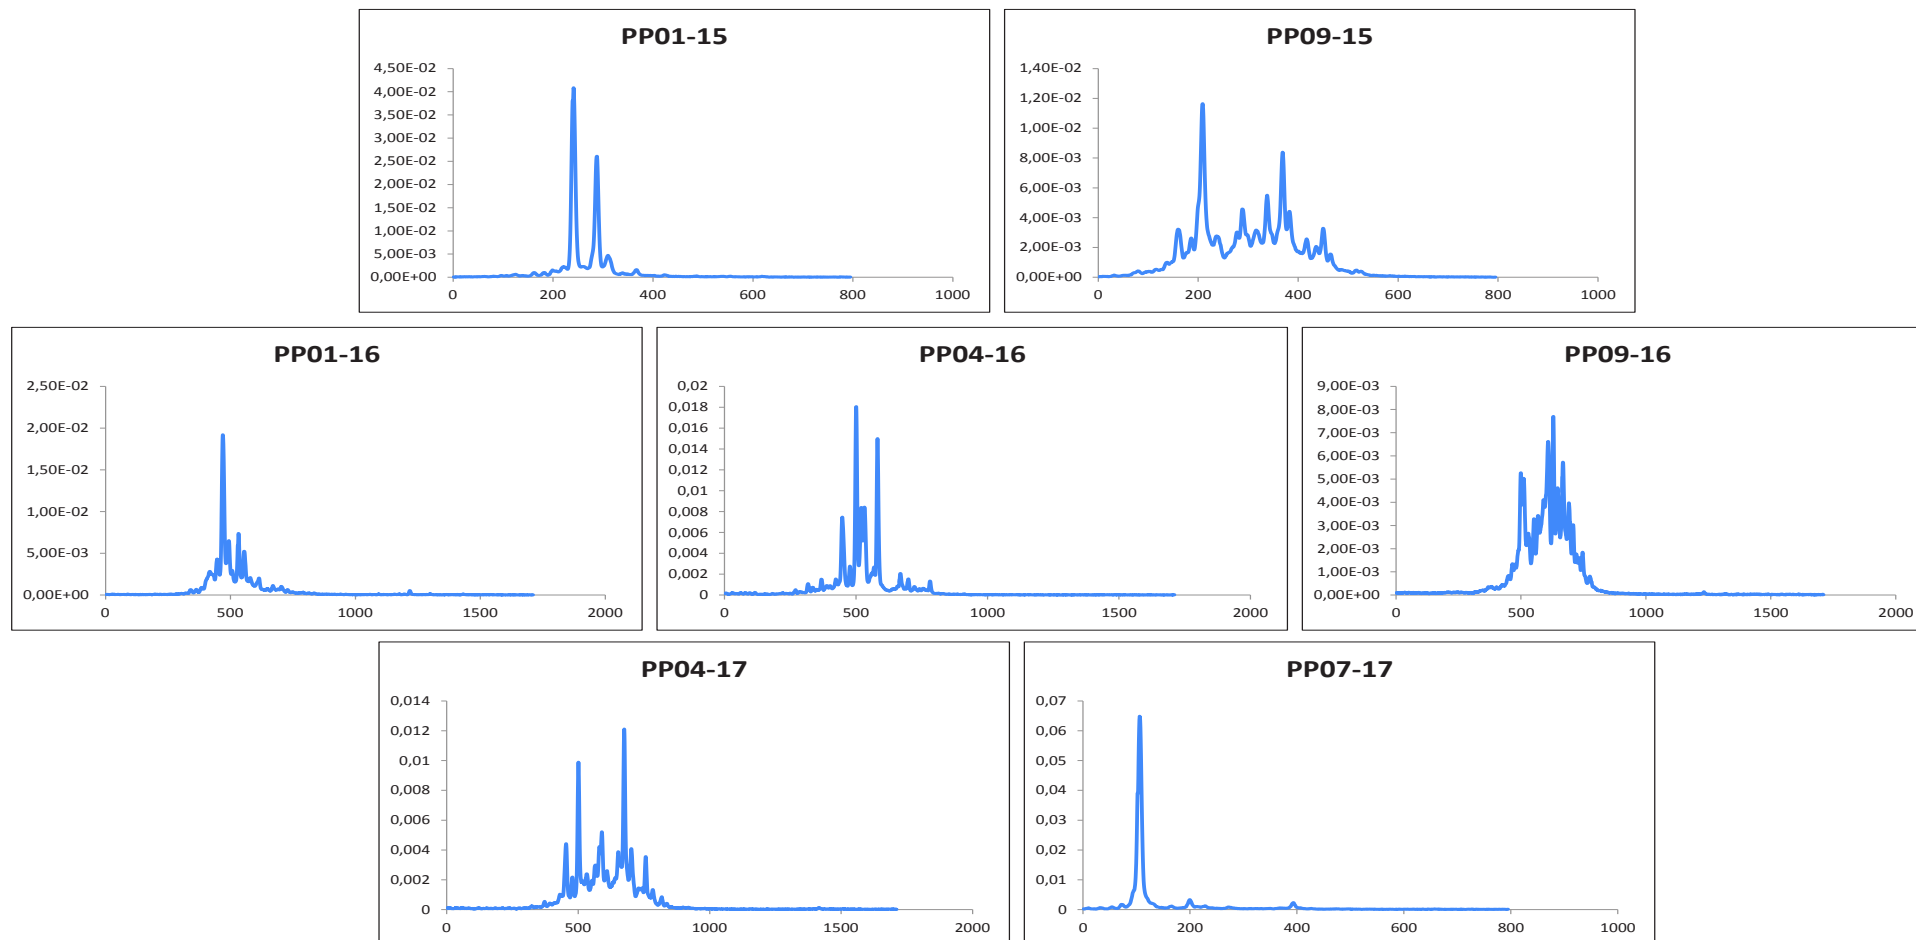 PP01-15
4,50E-02
4,00E-02
3,50E-02
3,00E-02
2,50E-02
2,00E-02
1,50E-02
1,00E-02
5,00E-03
0,00E+00
0 200 400 600 800 1000
PP09-15
1,40E-02
1,20E-02
1,00E-02
8,00E-03
6,00E-03
4,00E-03
2,00E-03
0,00E+00
0 200 400 600 800 1000
PP01-16
2,50E-02
2,00E-02
1,50E-02
1,00E-02
5,00E-03
0,00E+00
0 500 1000 1500 2000
PP04-16
0,02
0,018
0,016
0,014
0,012
0,01
0,008
0,006
0,004
0,002
0
0 500 1000 1500 2000
PP09-16
9,00E-03
8,00E-03
7,00E-03
6,00E-03
5,00E-03
4,00E-03
3,00E-03
2,00E-03
1,00E-03
0,00E+00
0 500 1000 1500 2000
PP04-17
0,014
0,012
0,01
0,008
0,006
0,004
0,002
0
0 500 1000 1500 2000
PP07-17
0,07
0,06
0,05
0,04
0,03
0,02
0,01
0
0 200 400 600 800 1000